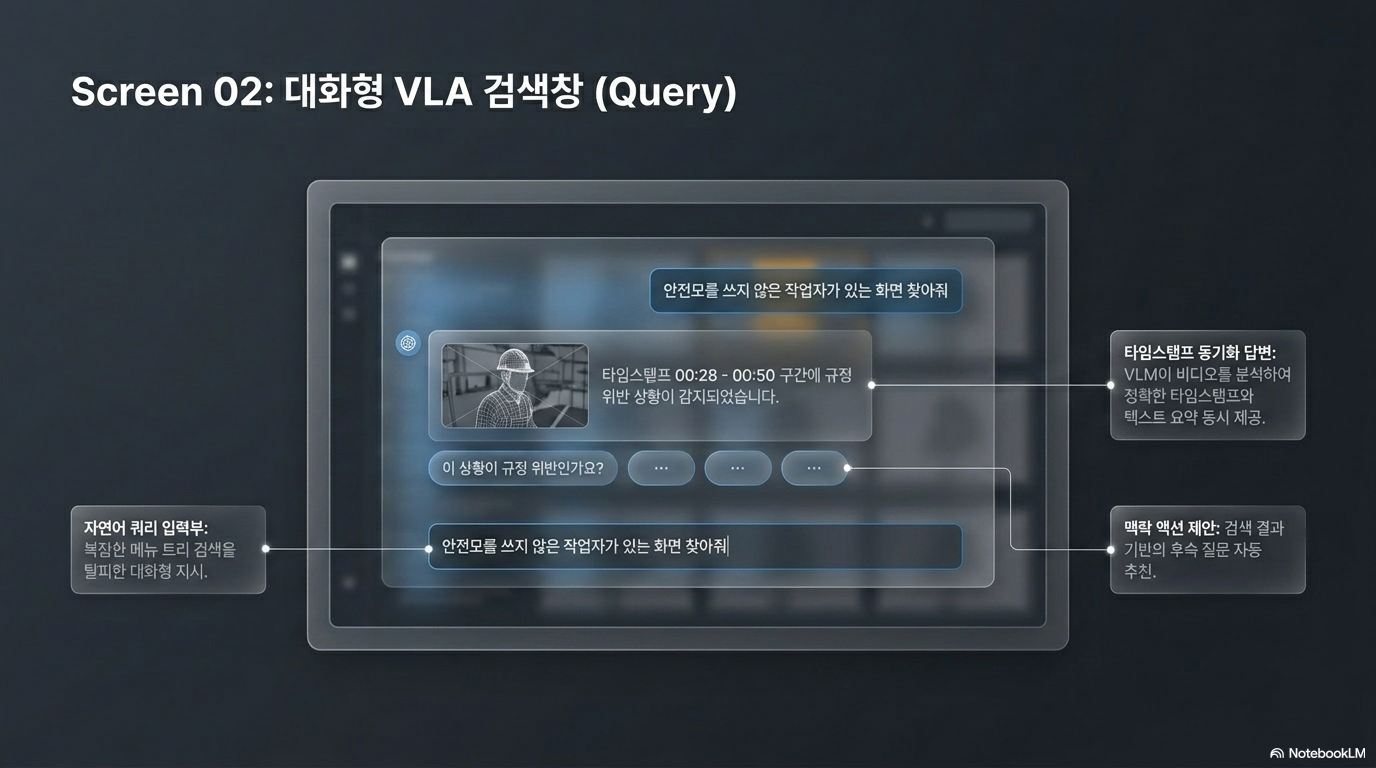 Screen 02: 대화형 VLA 검색창 (Query)
안전모를 쓰지 않은 작업자가 있는 화면 찾아줘
타임스탬프 00:28 - 00:50 구간에 규정
위반 상황이 감지되었습니다.
이 상황이 규정 위반인가요?
...
...
...
안전모를 쓰지 않은 작업자가 있는 화면 찾아줘
자연어 쿼리 입력부:
복잡한 메뉴 트리 검색을
탈피한 대화형 지시.
타임스탬프 동기화 답변:
VLM이 비디오를 분석하여
정확한 타임스탬프와
텍스트 요약 동시 제공.
맥락 액션 제안: 검색 결과
기반의 후속 질문 자동
추천.
NotebookLM